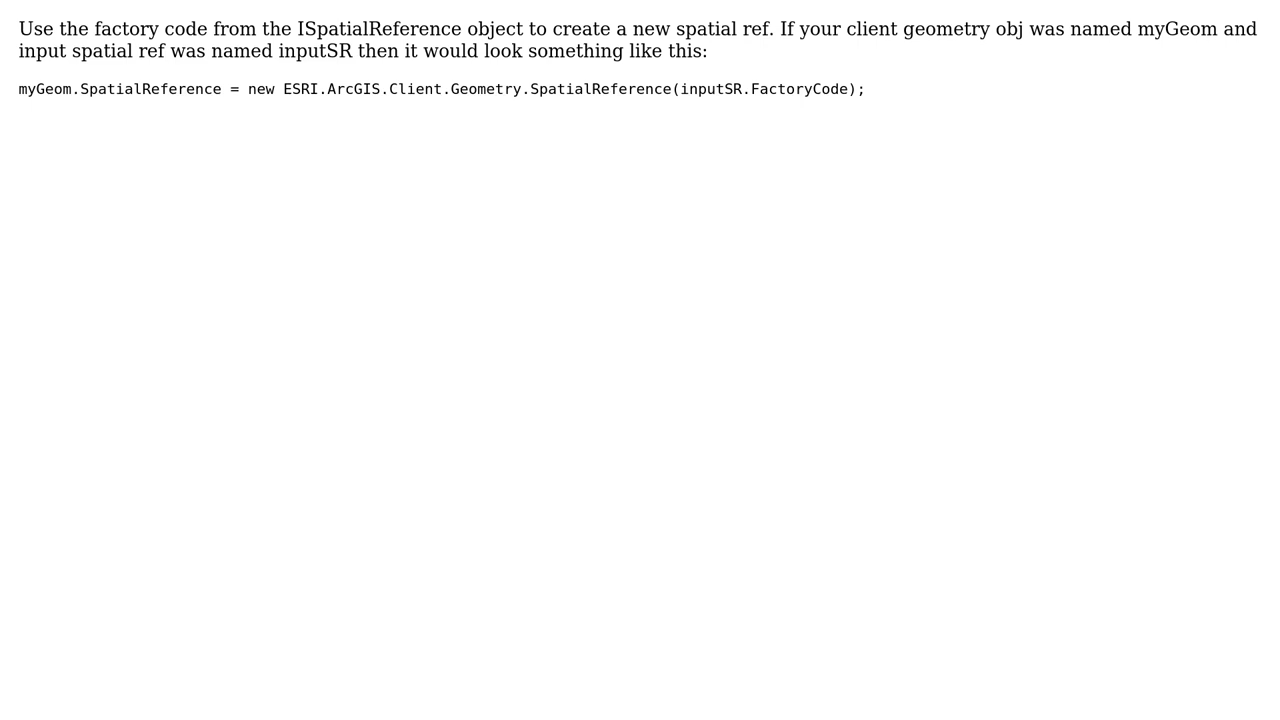 Use the factory code from the ISpatialReference object to create a new spatial ref. If your client geometry obj was named myGeom and
input spatial ref was named inputSR then it would look something like this:
myGeom.SpatialReference = new ESRI.ArcGIS.Client.Geometry.SpatialReference(inputSR.FactoryCode);